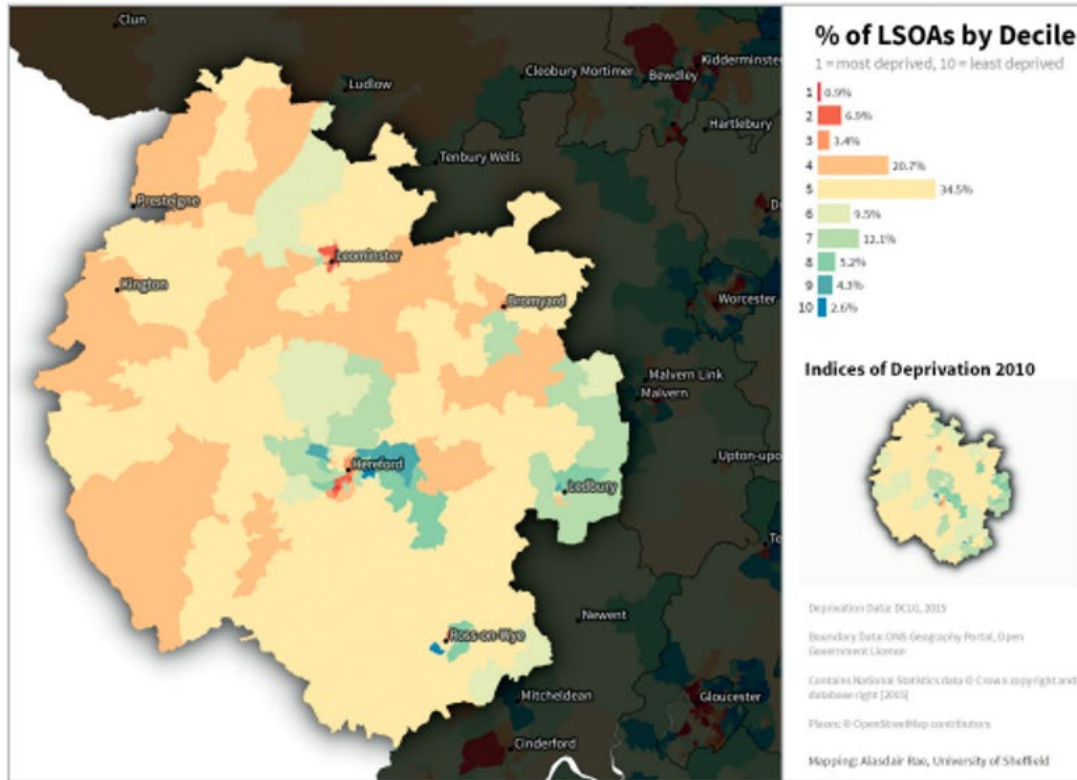 Clun
Ludlow
Cleobury Mortimer
Bewdley
Kidderminste
Hartlebury
Tenbury Wells
Presteigne
Leominster
Kington
Bromyard
Worcester
Malvern Link
Malvern
Hereford
Upton-upo
Ledbury
Newent
Ross-on-Wye
Mitcheldean
Gloucester
Cinderford
% of LSOAs by Decile
1 = most deprived, 10 = least deprived
1 0.9%
2 6.9%
3 3.4%
4 20.7%
5 34.5%
6 9.5%
7 12.1%
8 5.2%
9 4.3%
10 2.6%
Indices of Deprivation 2010
Deprivation Data: DCLG, 2015
Boundary Data: ONS Geography Portal, Open
Government Licence
Contains National Statistics data © Crown copyright and
database right [2015]
Places: © OpenStreetMap contributors
Mapping: Alasdair Rae, University of Sheffield